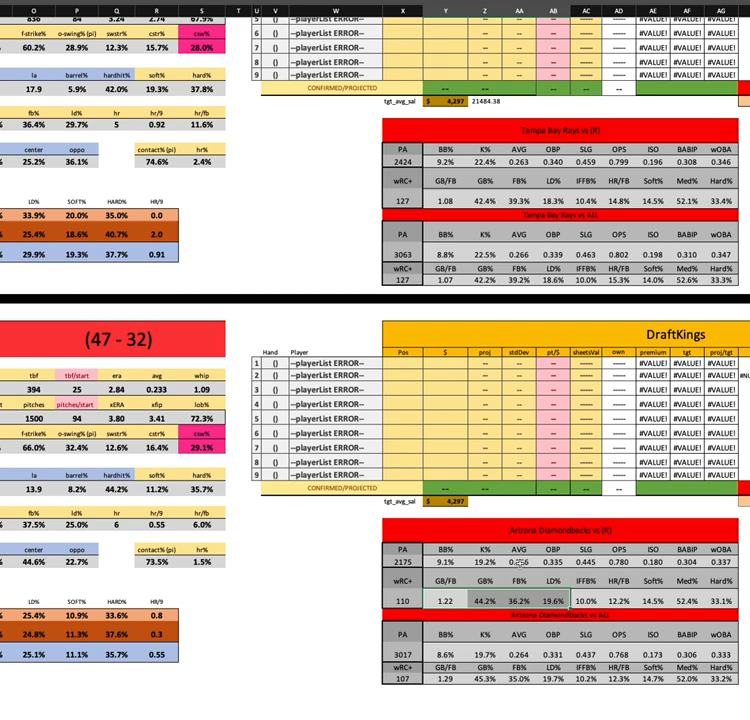 O P Q R S T U V W X Y Z AA AB AC AD AE AF AG
836 84 3.24 2.74 67.9% 5 () --playerList ERROR-- -- -- -- ----- ----- #VALUE! #VALUE! #VALUE!
f-strike% o-swing% (pi) swstr% cstr% csw% 6 () --playerList ERROR-- -- -- -- ----- ----- #VALUE! #VALUE! #VALUE!
60.2% 28.9% 12.3% 15.7% 28.0% 7 () --playerList ERROR-- -- -- -- ----- ----- #VALUE! #VALUE! #VALUE!
8 () --playerList ERROR-- -- -- -- ----- ----- #VALUE! #VALUE! #VALUE!
la barrel% hardhit% soft% hard% 9 () --playerList ERROR-- -- -- -- ----- ----- #VALUE! #VALUE! #VALUE!
17.9 5.9% 42.0% 19.3% 37.8% CONFIRMED/PROJECTED -- -- -- -- --
tgt_avg_sal $ 4,297 21484.38
fb% ld% hr hr/9 hr/fb
36.4% 29.7% 5 0.92 11.6% Tampa Bay Rays vs (R)
center oppo contact% (pi) hr% PA BB% K% AVG OBP SLG OPS ISO BABIP wOBA
25.2% 36.1% 74.6% 2.4% 2424 9.2% 22.4% 0.263 0.340 0.459 0.799 0.196 0.308 0.346
wRC+ GB/FB GB% FB% LD% IFFB% HR/FB Soft% Med% Hard%
LD% SOFT% HARD% HR/9 127 1.08 42.4% 39.3% 18.3% 10.4% 14.8% 14.5% 52.1% 33.4%
33.9% 20.0% 35.0% 0.0 Tampa Bay Rays vs ALL
25.4% 18.6% 40.7% 2.0 PA BB% K% AVG OBP SLG OPS ISO BABIP wOBA
29.9% 19.3% 37.7% 0.91 3063 8.8% 22.5% 0.266 0.339 0.463 0.802 0.198 0.310 0.347
wRC+ GB/FB GB% FB% LD% IFFB% HR/FB Soft% Med% Hard%
127 1.07 42.2% 39.2% 18.6% 10.0% 15.3% 14.0% 52.6% 33.3%
(47 - 32) DraftKings
Hand Player Pos $ proj stdDev pt/$ sheetsVal own premium tgt proj/tgt
1 () --playerList ERROR-- -- -- -- ----- ----- #VALUE! #VALUE! #VALUE!
tbf tbf/start era avg whip 2 () --playerList ERROR-- -- -- -- ----- ----- #VALUE! #VALUE! #VALUE!
394 25 2.84 0.233 1.09 3 () --playerList ERROR-- -- -- -- ----- ----- #VALUE! #VALUE! #VALUE!
pitches pitches/start xERA xfip lob% 4 () --playerList ERROR-- -- -- -- ----- ----- #VALUE! #VALUE! #VALUE!
1500 94 3.80 3.41 72.3% 5 () --playerList ERROR-- -- -- -- ----- ----- #VALUE! #VALUE! #VALUE!
f-strike% o-swing% (pi) swstr% cstr% csw% 6 () --playerList ERROR-- -- -- -- ----- ----- #VALUE! #VALUE! #VALUE!
66.0% 32.4% 12.6% 16.4% 29.1% 7 () --playerList ERROR-- -- -- -- ----- ----- #VALUE! #VALUE! #VALUE!
8 () --playerList ERROR-- -- -- -- ----- ----- #VALUE! #VALUE! #VALUE!
la barrel% hardhit% soft% hard% 9 () --playerList ERROR-- -- -- -- ----- ----- #VALUE! #VALUE! #VALUE!
13.9 8.2% 44.2% 11.2% 35.7% CONFIRMED/PROJECTED -- -- -- -- --
tgt_avg_sal $ 4,297
fb% ld% hr hr/9 hr/fb
37.5% 25.0% 6 0.55 6.0% Arizona Diamondbacks vs (R)
center oppo contact% (pi) hr% PA BB% K% AVG OBP SLG OPS ISO BABIP wOBA
44.6% 22.7% 73.5% 1.5% 2175 9.1% 19.2% 0.335 0.445 0.780 0.180 0.304 0.337
wRC+ GB/FB GB% FB% LD% IFFB% HR/FB Soft% Med% Hard%
LD% SOFT% HARD% HR/9 110 1.22 44.2% 36.2% 19.6% 10.0% 12.2% 14.5% 52.4% 33.1%
25.4% 10.9% 33.6% 0.8 Arizona Diamondbacks vs ALL
24.8% 11.3% 37.6% 0.3 PA BB% K% AVG OBP SLG OPS ISO BABIP wOBA
25.1% 11.1% 35.7% 0.55 3017 8.6% 19.7% 0.264 0.331 0.437 0.768 0.173 0.306 0.333
wRC+ GB/FB GB% FB% LD% IFFB% HR/FB Soft% Med% Hard%
107 1.29 45.3% 35.0% 19.7% 10.2% 12.3% 14.7% 52.0% 33.2%